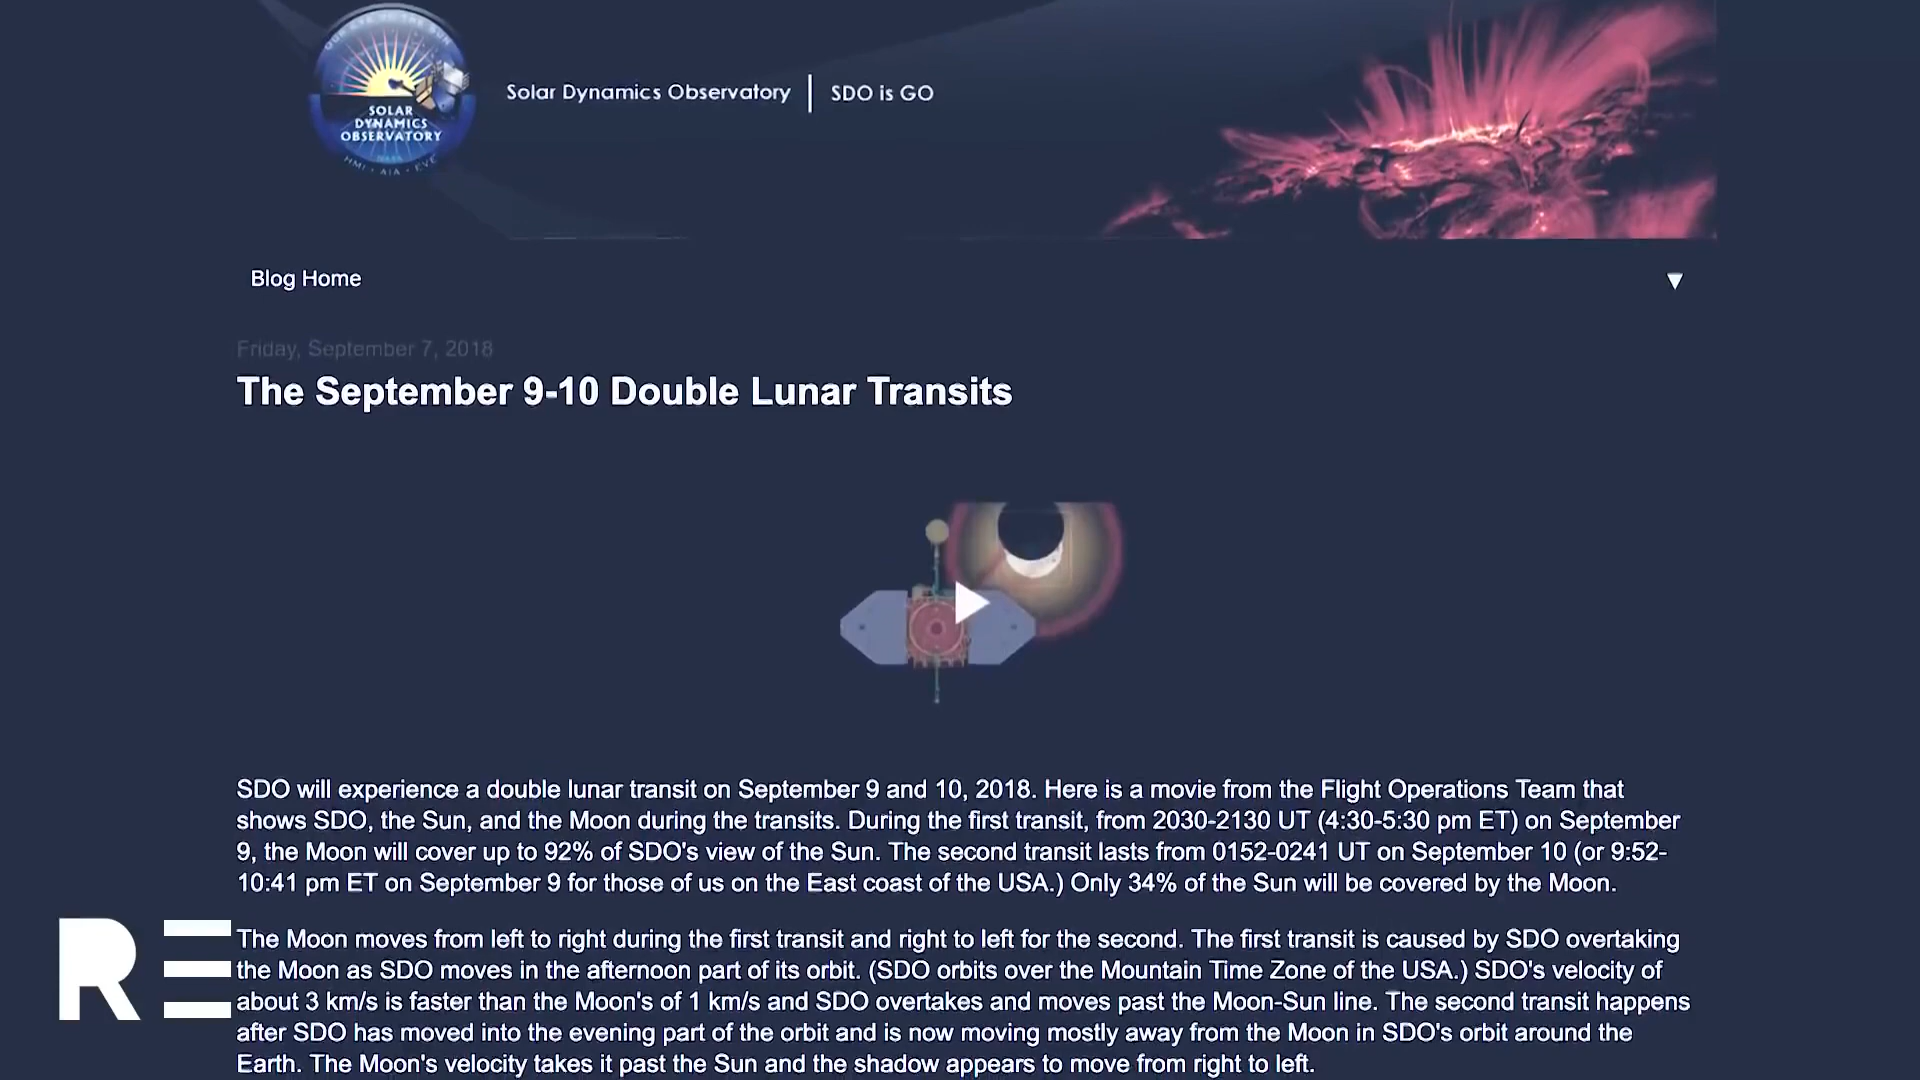 OUR EYE ON THE SUN
SOLAR
DYNAMICS
OBSERVATORY
NASA
HMI • AIA • EVE
Solar Dynamics Observatory | SDO is GO
Blog Home
Friday, September 7, 2018
The September 9-10 Double Lunar Transits
SDO will experience a double lunar transit on September 9 and 10, 2018. Here is a movie from the Flight Operations Team that
shows SDO, the Sun, and the Moon during the transits. During the first transit, from 2030-2130 UT (4:30-5:30 pm ET) on September
9, the Moon will cover up to 92% of SDO's view of the Sun. The second transit lasts from 0152-0241 UT on September 10 (or 9:52-
10:41 pm ET on September 9 for those of us on the East coast of the USA.) Only 34% of the Sun will be covered by the Moon.
The Moon moves from left to right during the first transit and right to left for the second. The first transit is caused by SDO overtaking
the Moon as SDO moves in the afternoon part of its orbit. (SDO orbits over the Mountain Time Zone of the USA.) SDO's velocity of
about 3 km/s is faster than the Moon's of 1 km/s and SDO overtakes and moves past the Moon-Sun line. The second transit happens
after SDO has moved into the evening part of the orbit and is now moving mostly away from the Moon in SDO's orbit around the
Earth. The Moon's velocity takes it past the Sun and the shadow appears to move from right to left.
RE